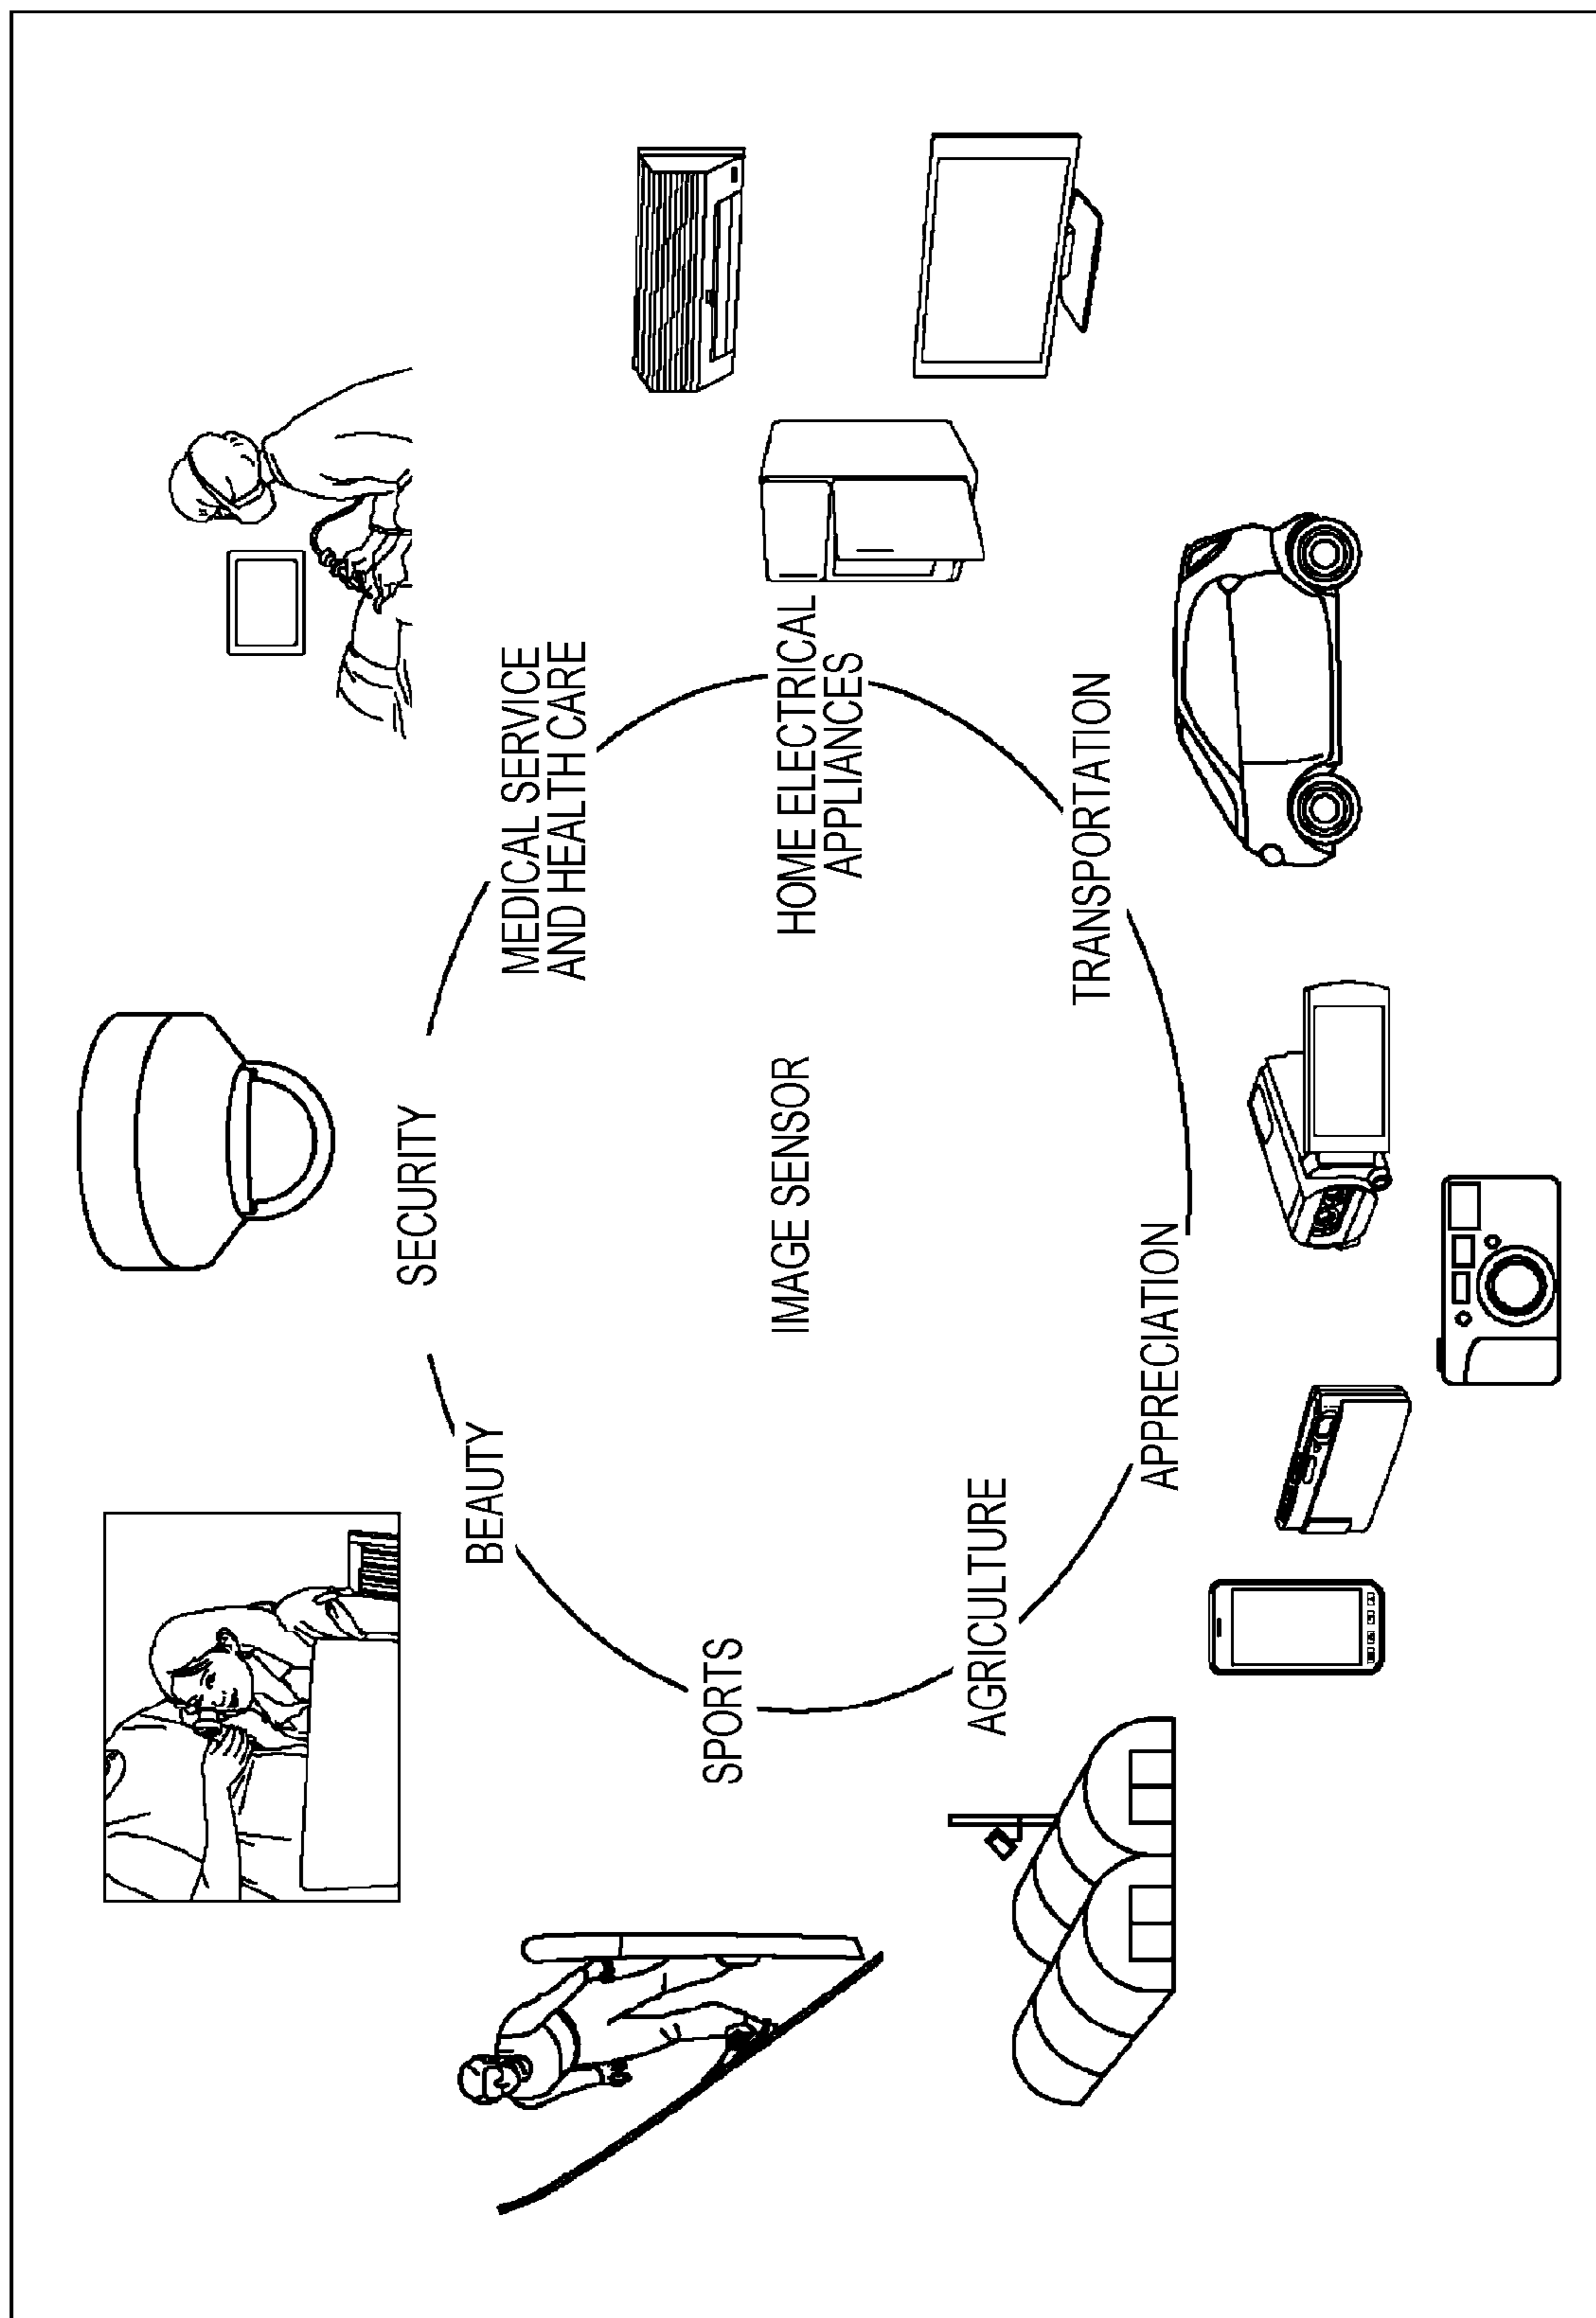 SECURITY
BEAUTY
MEDICAL SERVICE
AND HEALTH CARE
SPORTS
IMAGE SENSOR
HOME ELECTRICAL
APPLIANCES
AGRICULTURE
TRANSPORTATION
APPRECIATION